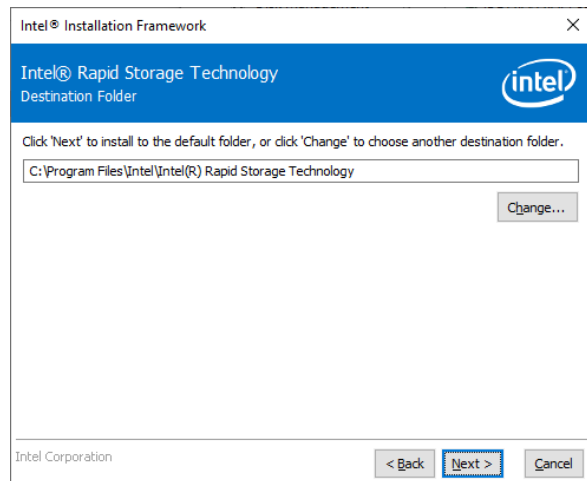 Intel® Installation Framework
Intel® Rapid Storage Technology
Destination Folder
intel
Click 'Next' to install to the default folder, or click 'Change' to choose another destination folder.
C:\Program Files\Intel\Intel(R) Rapid Storage Technology
Change...
Intel Corporation
< Back
Next >
Cancel